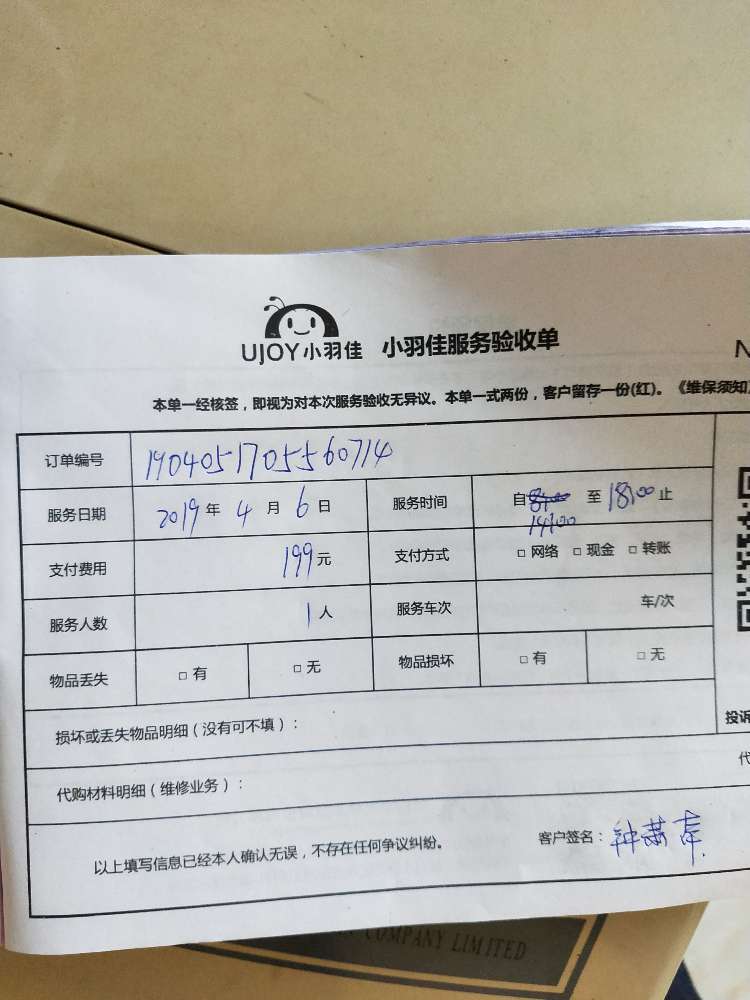 UJOY小羽佳 小羽佳服务验收单
N
本单一经核签，即视为对本次服务验收无异议。本单一式两份，客户留存一份(红)。《维保须知
订单编号 1904051705560714
服务日期 2019年 4月 6日 服务时间 自 14:00 至 18:00 止
支付费用 199元 支付方式 □ 网络 □ 现金 □ 转账
服务人数 1人 服务车次 车/次
物品丢失 □ 有 □ 无 物品损坏 □ 有 □ 无
投诉
损坏或丢失物品明细（没有可不填）：
代
代购材料明细（维修业务）：
以上填写信息已经本人确认无误，不存在任何争议纠纷。 客户签名：钟
COMPANY LIMITED